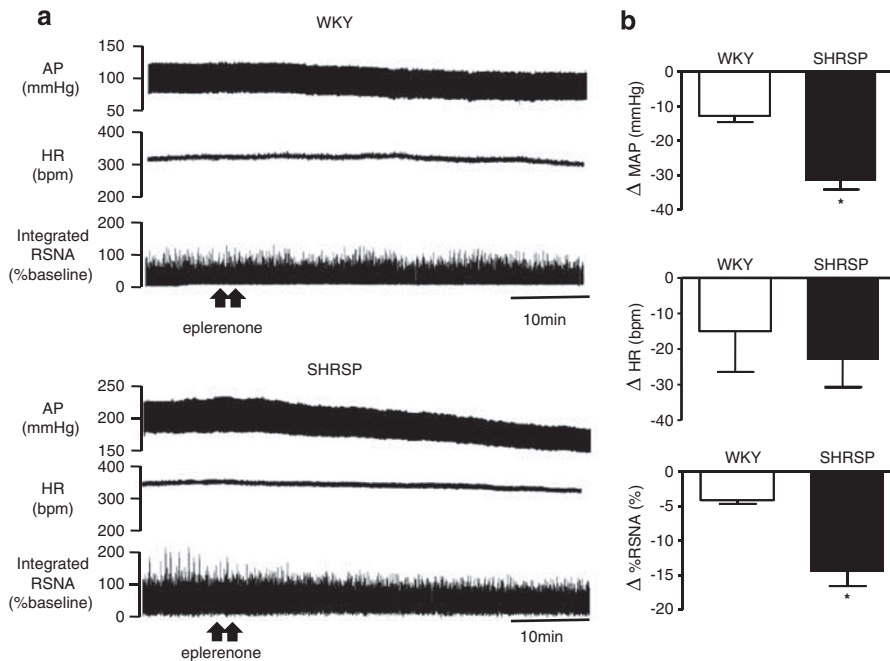 a
WKY
AP
(mmHg)
150
100
50
HR
(bpm)
400
300
200
Integrated
RSNA
(%baseline)
200
100
0
eplerenone
10min
SHRSP
AP
(mmHg)
250
200
150
HR
(bpm)
400
300
200
Integrated
RSNA
(%baseline)
200
100
0
eplerenone
10min
b
WKY SHRSP
Δ MAP (mmHg)
0
-10
-20
-30
-40
*
WKY SHRSP
Δ HR (bpm)
0
-10
-20
-30
-40
WKY SHRSP
Δ %RSNA (%)
0
-5
-10
-15
-20
*